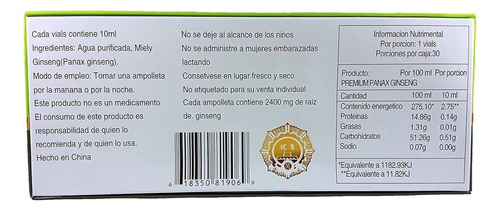 Cada vials contiene 10ml
Ingredientes: Agua purificada, Miely
Ginseng(Panax ginseng).
Modo de empleo: Tomar una ampolleta
por la manana o por la noche.
Este producto no es un medicamento
El consumo de este producto es
responsabilidad de quien lo
recomienda y de quien lo usa.
Hecho en China
No se deje al alcance de los ninos
No se administre a mujeres embarazadas
lactando
Consetvese en lugar fresco y seco
No etiquetado para su venta individual
Cada ampolleta contiene 2400 mg de raiz
de ginseng
6 18350 81906 9
Informacion Nutrimental
Por porcion: 1 vials
Porciones por caja:30
Producto: Por 100 ml Por porcion
PREMIUM PANAX GINSENG
Cantidad 100 ml 10 ml
Contenido energetico 275.10* 2.75**
Proteinas 14.86g 0.14g
Grasas 1.31g 0.01g
Carbohidratos 51.26g 0.51g
Sodio 0.07g 0.00g
*Equivalente a 1182.93KJ
**Equivalente a 11.82KJ